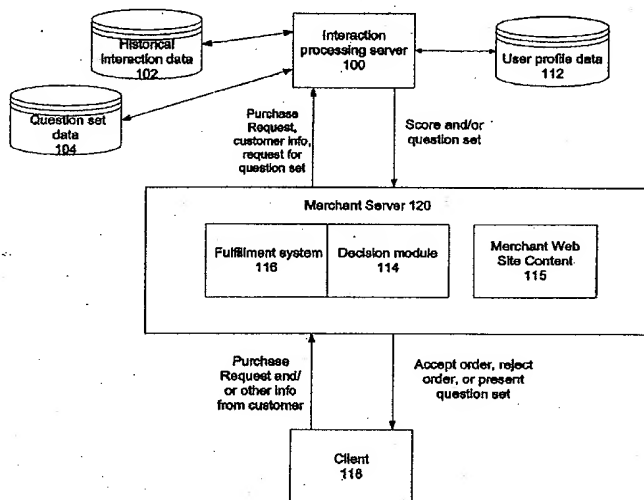 Historical
Interaction data
102
Interaction
processing server
100
User profile data
112
Question set
data
104
Purchase
Request,
customer info,
request for
question set
Score and/or
question set
Merchant Server 120
Fulfillment system
116
Decision module
114
Merchant Web
Site Content
115
Purchase
Request and/
or other info
from customer
Accept order, reject
order, or present
question set
Client
118